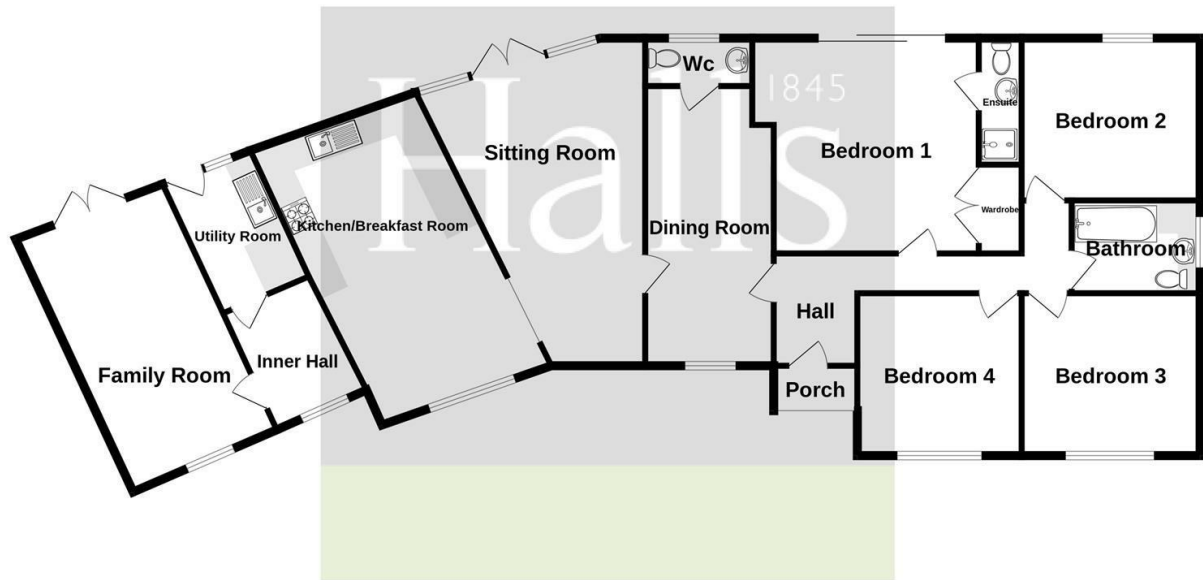 Halls
1845
Wc
Ensuite
Bedroom 2
Sitting Room
Bedroom 1
Wardrobe
Utility Room
Kitchen/Breakfast Room
Dining Room
Bathroom
Hall
Inner Hall
Family Room
Porch
Bedroom 4
Bedroom 3